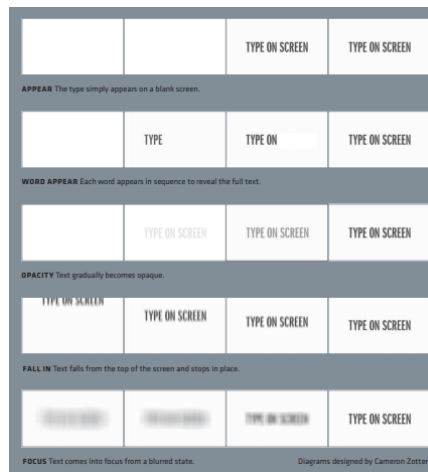 TYPE ON SCREEN TYPE ON SCREEN
APPEAR The type simply appears on a blank screen.
TYPE TYPE ON TYPE ON SCREEN
WORD APPEAR Each word appears in sequence to reveal the full text.
TYPE ON SCREEN TYPE ON SCREEN TYPE ON SCREEN
OPACITY Text gradually becomes opaque.
TYPE ON SCREEN TYPE ON SCREEN TYPE ON SCREEN TYPE ON SCREEN
FALL IN Text falls from the top of the screen and stops in place.
TYPE ON SCREEN TYPE ON SCREEN
FOCUS Text comes into focus from a blurred state. Diagrams designed by Cameron Zotter